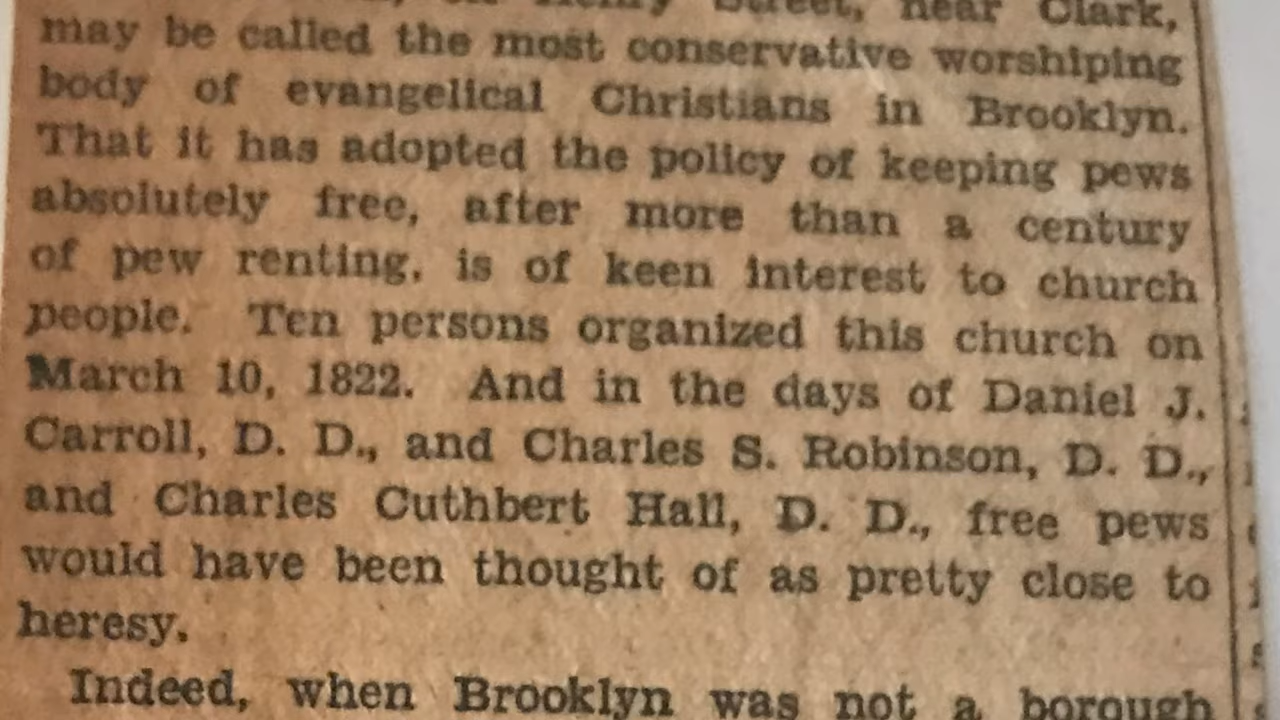 Henry Street, near Clark,
may be called the most conservative worshiping
body of evangelical Christians in Brooklyn.
That it has adopted the policy of keeping pews
absolutely free, after more than a century
of pew renting, is of keen interest to church
people. Ten persons organized this church on
March 10, 1822. And in the days of Daniel J.
Carroll, D. D., and Charles S. Robinson, D. D.,
and Charles Cuthbert Hall, D. D., free pews
would have been thought of as pretty close to
heresy.
Indeed, when Brooklyn was not a borough